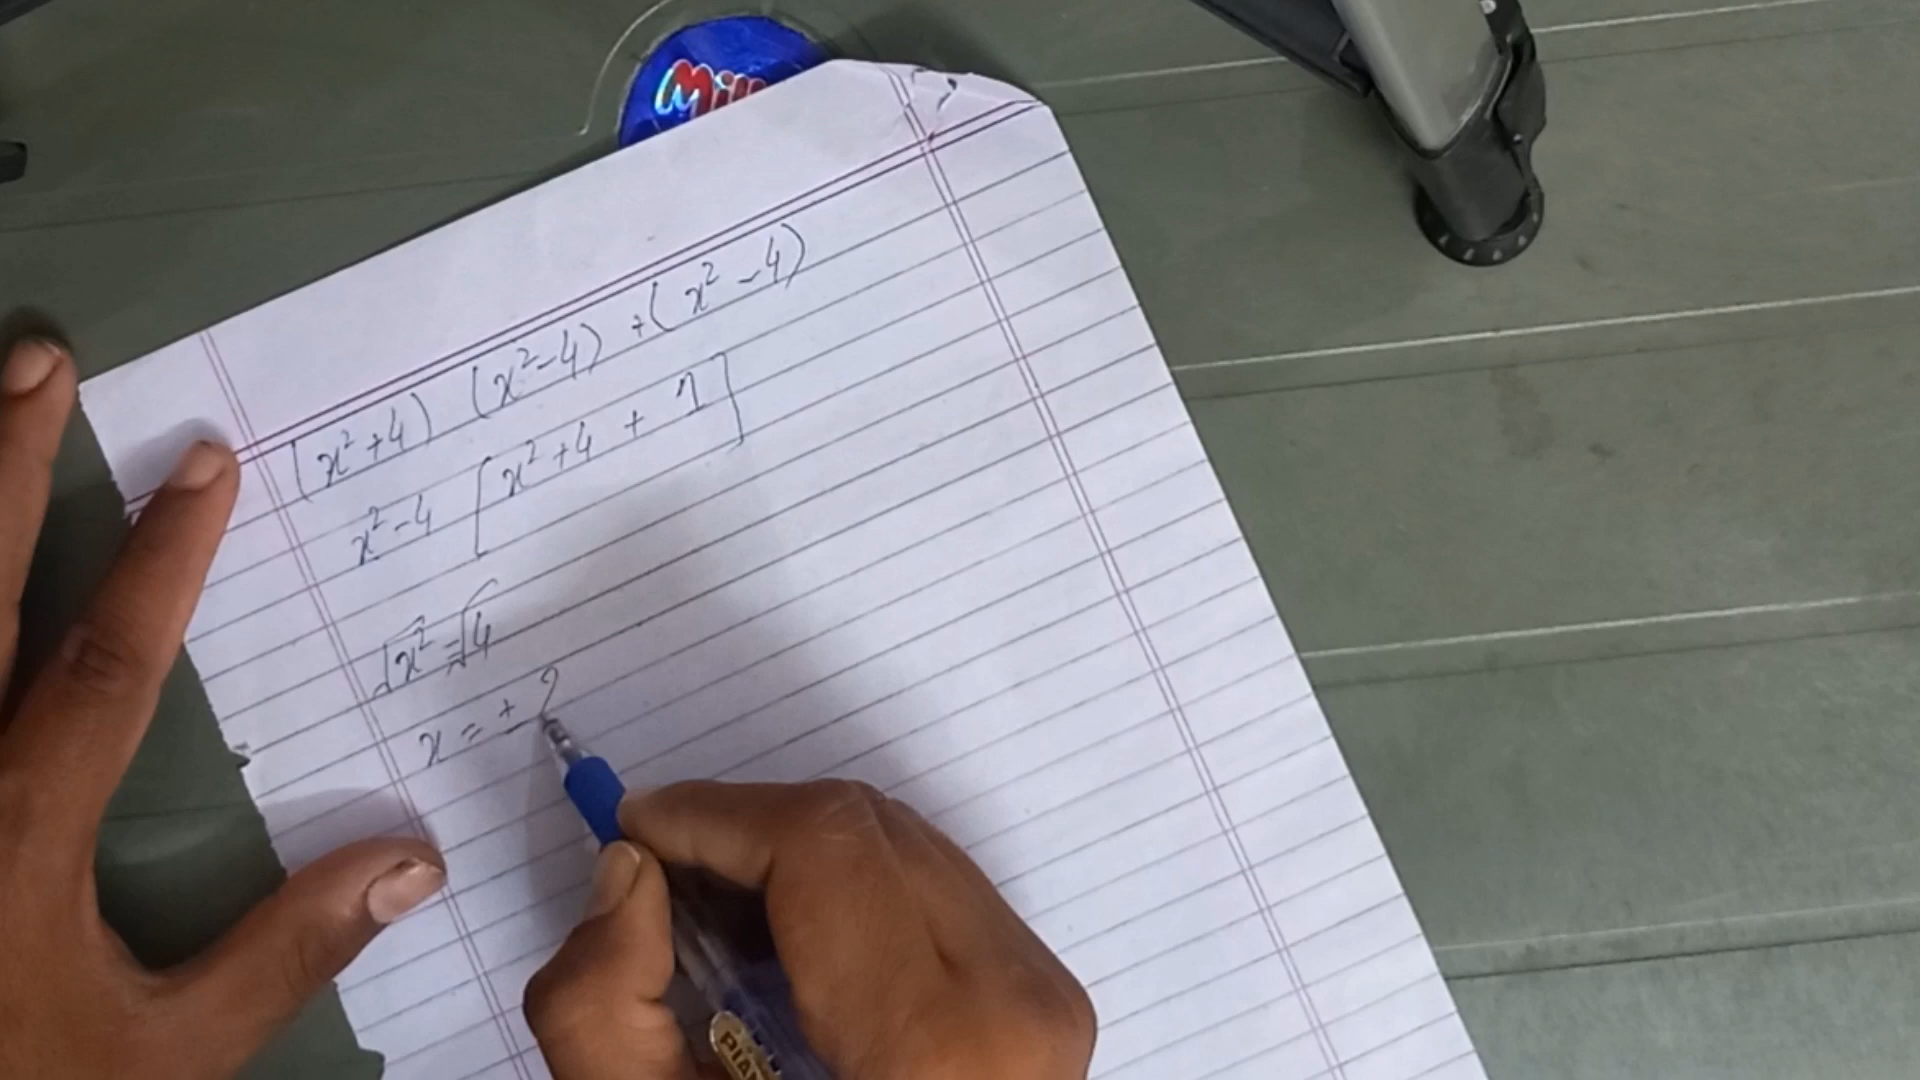 (x² + 4) (x² - 4) + (x² - 4)
x² - 4 [x² + 4 + 1]
√x² = √4
x = ± 2